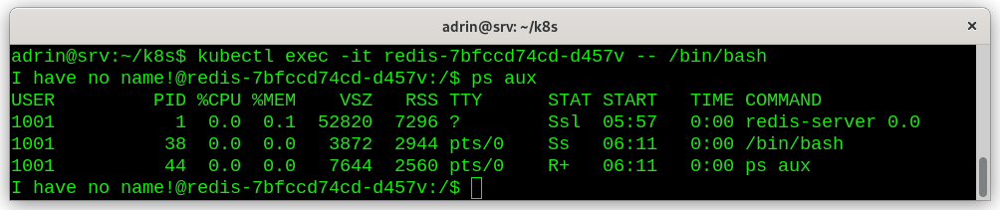 adrin@srv: ~/k8s
×
adrin@srv:~/k8s$ kubectl exec -it redis-7bfccd74cd-d457v -- /bin/bash
I have no name!@redis-7bfccd74cd-d457v:/$ ps aux
USER         PID %CPU %MEM    VSZ   RSS TTY      STAT START   TIME COMMAND
1001           1  0.0  0.1  52820  7296 ?        Ssl  05:57   0:00 redis-server 0.0
1001          38  0.0  0.0   3872  2944 pts/0    Ss   06:11   0:00 /bin/bash
1001          44  0.0  0.0   7644  2560 pts/0    R+   06:11   0:00 ps aux
I have no name!@redis-7bfccd74cd-d457v:/$